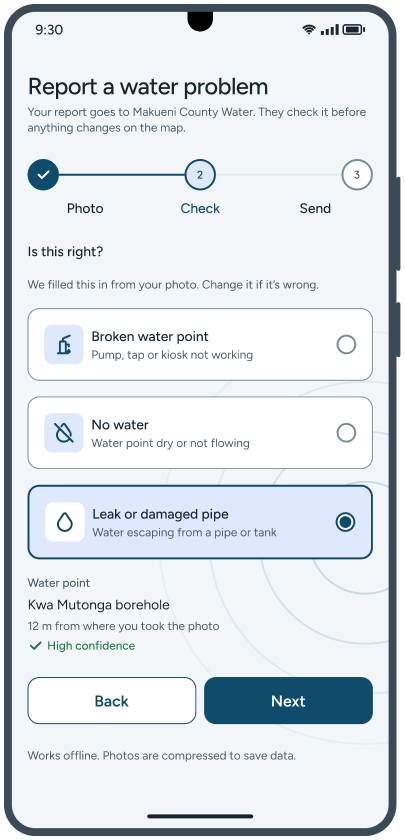 9:30
Report a water problem
Your report goes to Makueni County Water. They check it before
anything changes on the map.
2
3
Photo
Check
Send
Is this right?
We filled this in from your photo. Change it if it's wrong.
Broken water point
Pump, tap or kiosk not working
No water
Water point dry or not flowing
Leak or damaged pipe
Water escaping from a pipe or tank
Water point
Kwa Mutonga borehole
12 m from where you took the photo
High confidence
Back
Next
Works offline. Photos are compressed to save data.